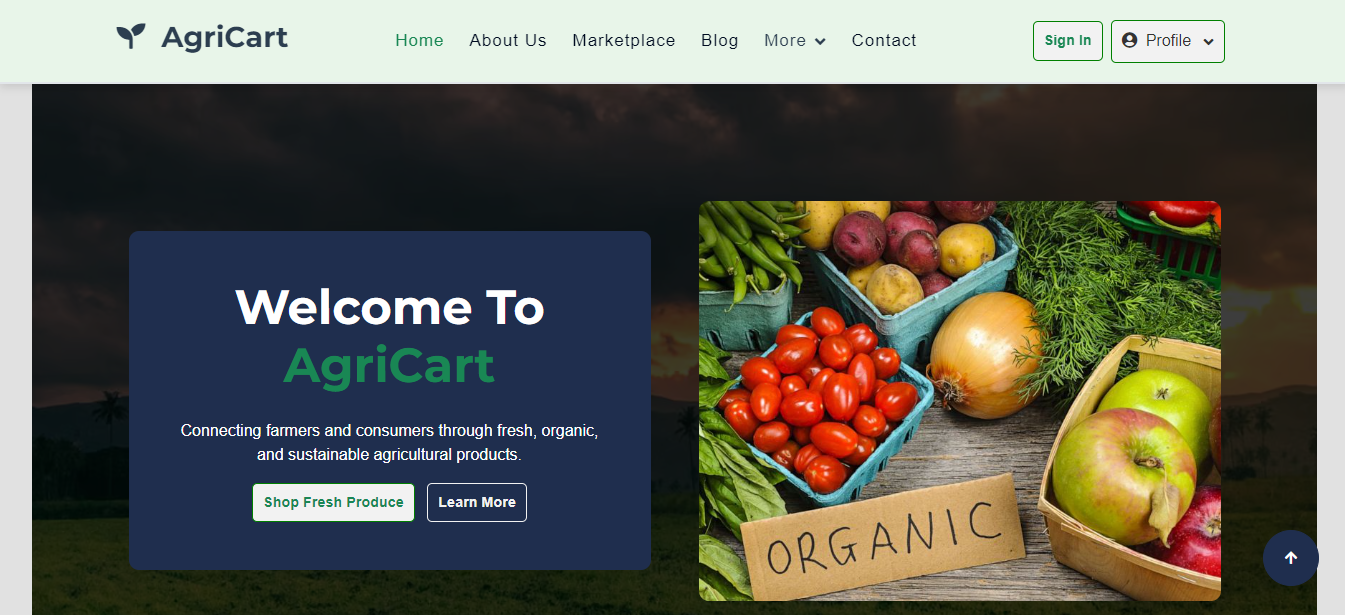 AgriCart
Home
About Us
Marketplace
Blog
More
Contact
Sign In
Profile
Welcome To
AgriCart
Connecting farmers and consumers through fresh, organic,
and sustainable agricultural products.
Shop Fresh Produce
Learn More
ORGANIC